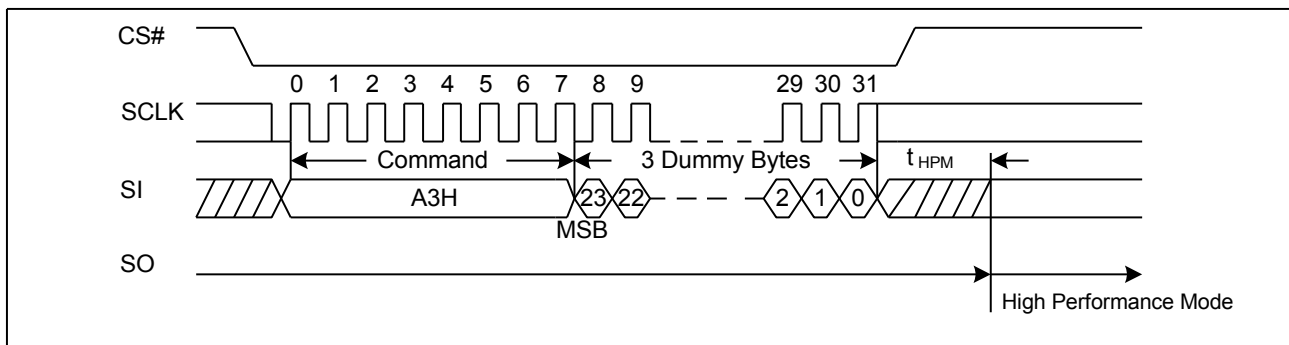 CS#
0 1 2 3 4 5 6 7 8 9 29 30 31
SCLK
Command 3 Dummy Bytes tHPM
SI A3H 23 22 2 1 0
MSB
SO
High Performance Mode